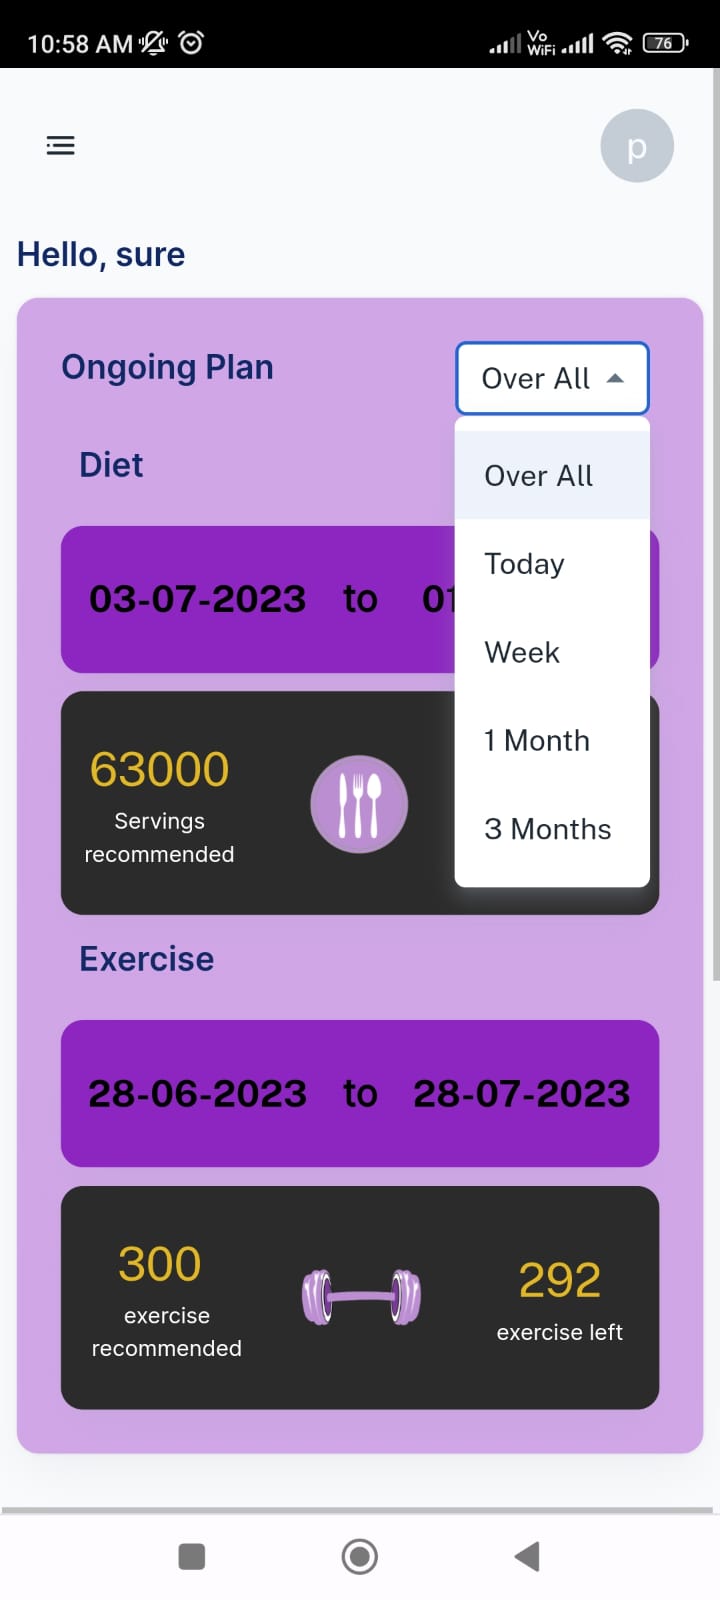 10:58 AM
Vo
WiFi
76
p
Hello, sure
Ongoing Plan
Over All
Over All
Today
Week
1 Month
3 Months
Diet
03-07-2023 to
63000
Servings
recommended
Exercise
28-06-2023 to 28-07-2023
300
exercise
recommended
292
exercise left